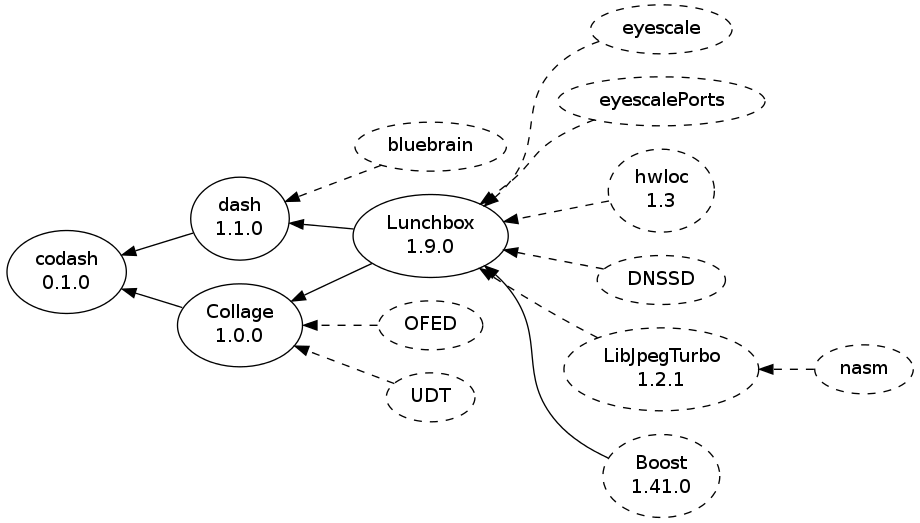 eyescale
eyescalePorts
bluebrain
hwloc
1.3
dash
1.1.0
Lunchbox
1.9.0
codash
0.1.0
DNSSD
Collage
1.0.0
OFED
LibJpegTurbo
1.2.1
nasm
UDT
Boost
1.41.0